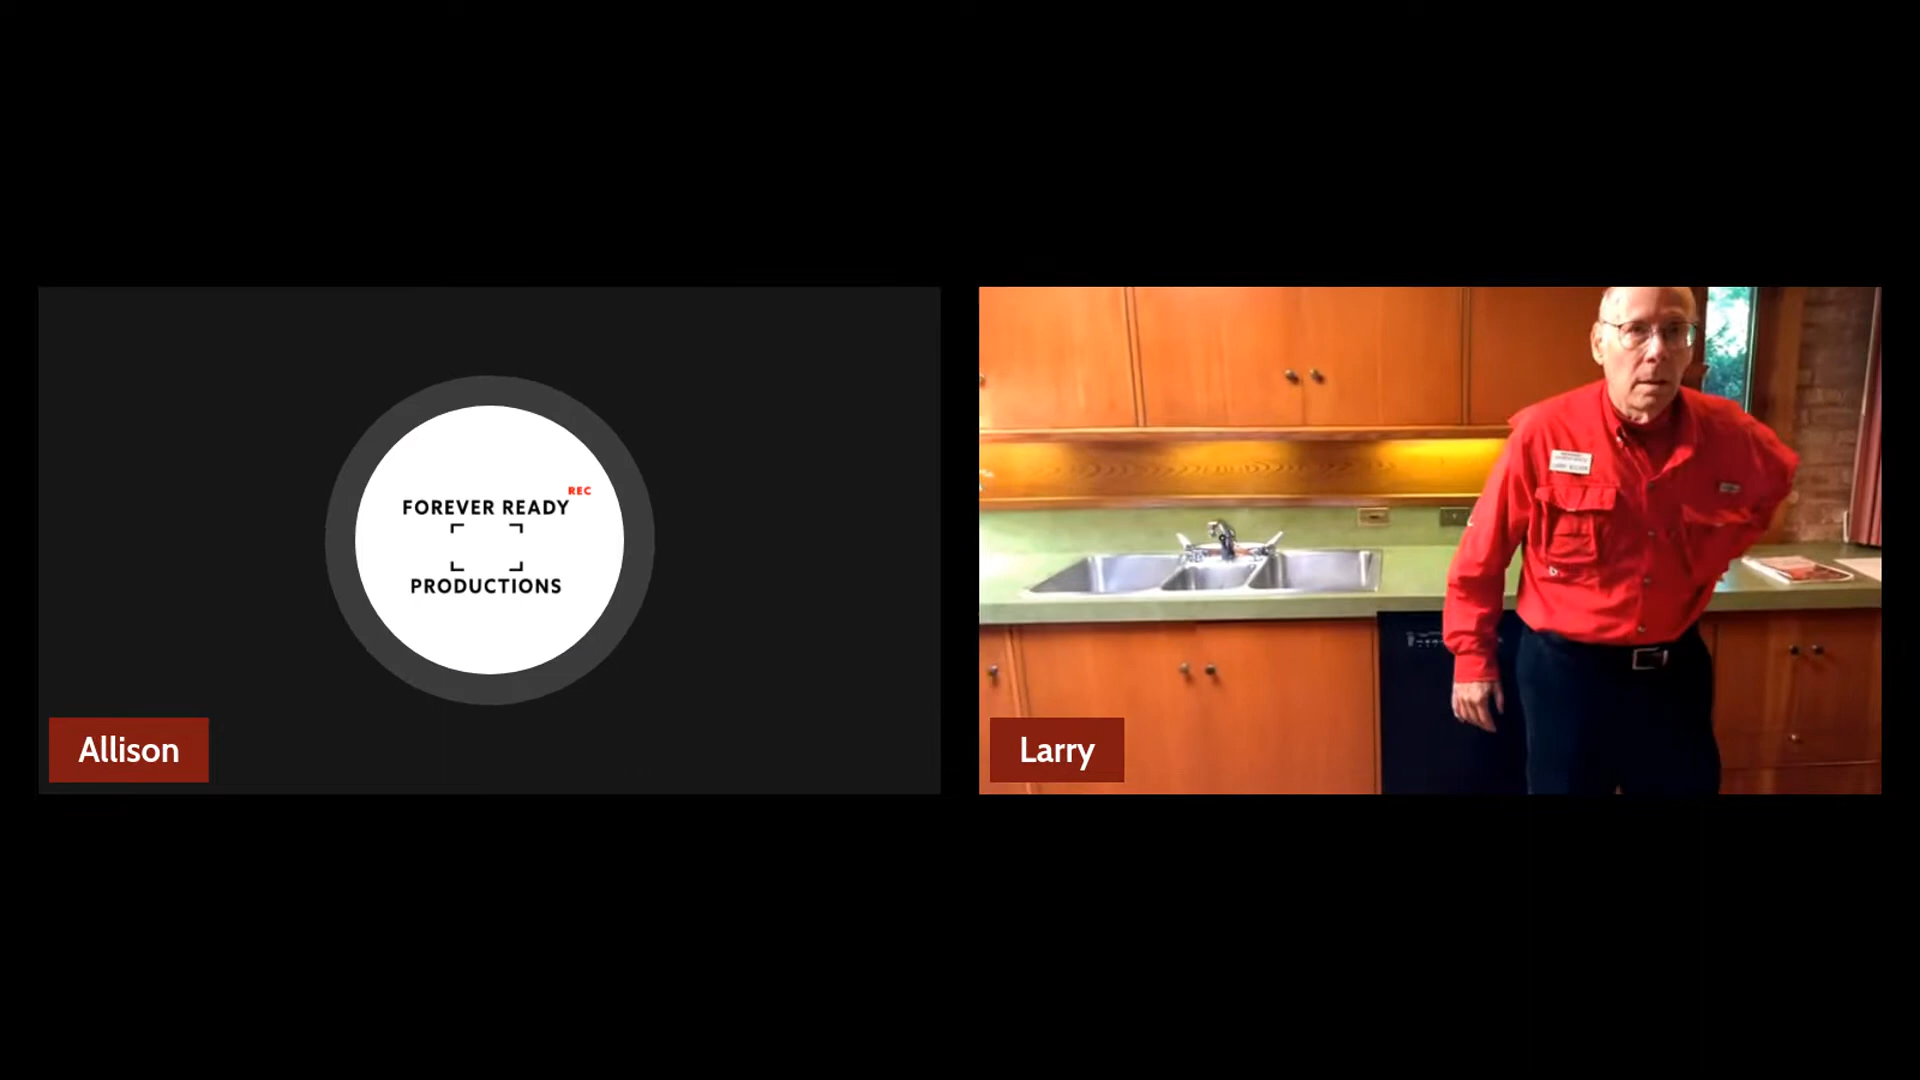 REC
FOREVER READY
PRODUCTIONS
Allison
Larry